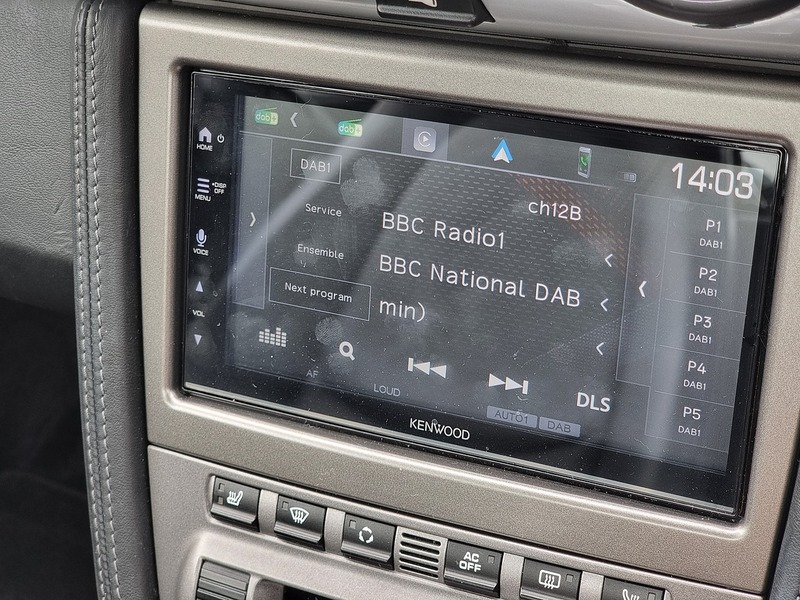 dab+
dab+
14:03
HOME
DISP OFF
MENU
VOICE
VOL
DAB1
ch12B
Service
BBC Radio1
Ensemble
BBC National DAB
Next program
min)
P1
DAB1
P2
DAB1
P3
DAB1
P4
DAB1
P5
DAB1
AF
LOUD
DLS
AUTO1
DAB
KENWOOD
AC
OFF